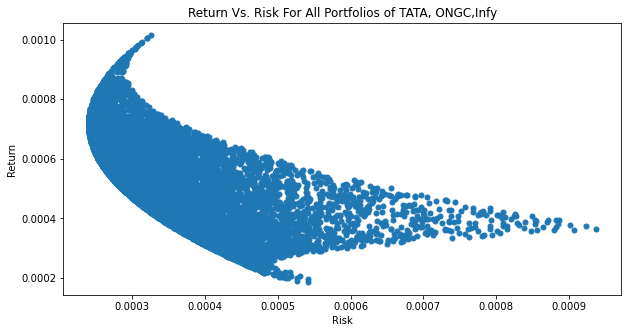 Return Vs. Risk For All Portfolios of TATA, ONGC,Infy
0.0010
0.0008
0.0006
0.0004
0.0002
Return
0.0003 0.0004 0.0005 0.0006 0.0007 0.0008 0.0009
Risk